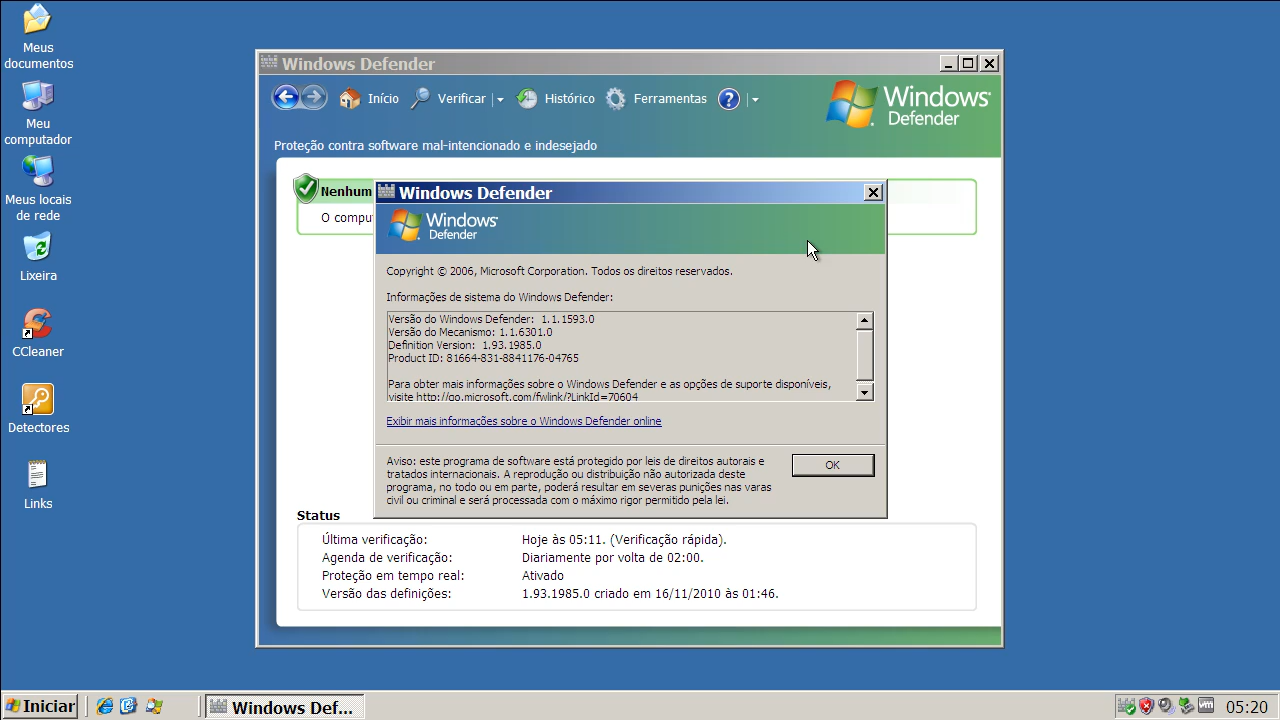 Meus
documentos
Meu
computador
Meus locais
de rede
Lixeira
CCleaner
Detectores
Links
Windows Defender
Início
Verificar
Histórico
Ferramentas
?
Windows
Defender
Proteção contra software mal-intencionado e indesejado
Nenhum
O compu
Windows Defender
Windows
Defender
Copyright © 2006, Microsoft Corporation. Todos os direitos reservados.
Informações de sistema do Windows Defender:
Versão do Windows Defender: 1.1.1593.0
Versão do Mecanismo: 1.1.6301.0
Definition Version: 1.93.1985.0
Product ID: 81664-831-8841176-04765
Para obter mais informações sobre o Windows Defender e as opções de suporte disponíveis,
visite http://go.microsoft.com/fwlink/?LinkId=70604
Exibir mais informações sobre o Windows Defender online
Aviso: este programa de software está protegido por leis de direitos autorais e
tratados internacionais. A reprodução ou distribuição não autorizada deste
programa, no todo ou em parte, poderá resultar em severas punições nas varas
civil ou criminal e será processada com o máximo rigor permitido pela lei.
OK
Status
Última verificação: Hoje às 05:11. (Verificação rápida).
Agenda de verificação: Diariamente por volta de 02:00.
Proteção em tempo real: Ativado
Versão das definições: 1.93.1985.0 criado em 16/11/2010 às 01:46.
Iniciar
Windows Def...
05:20